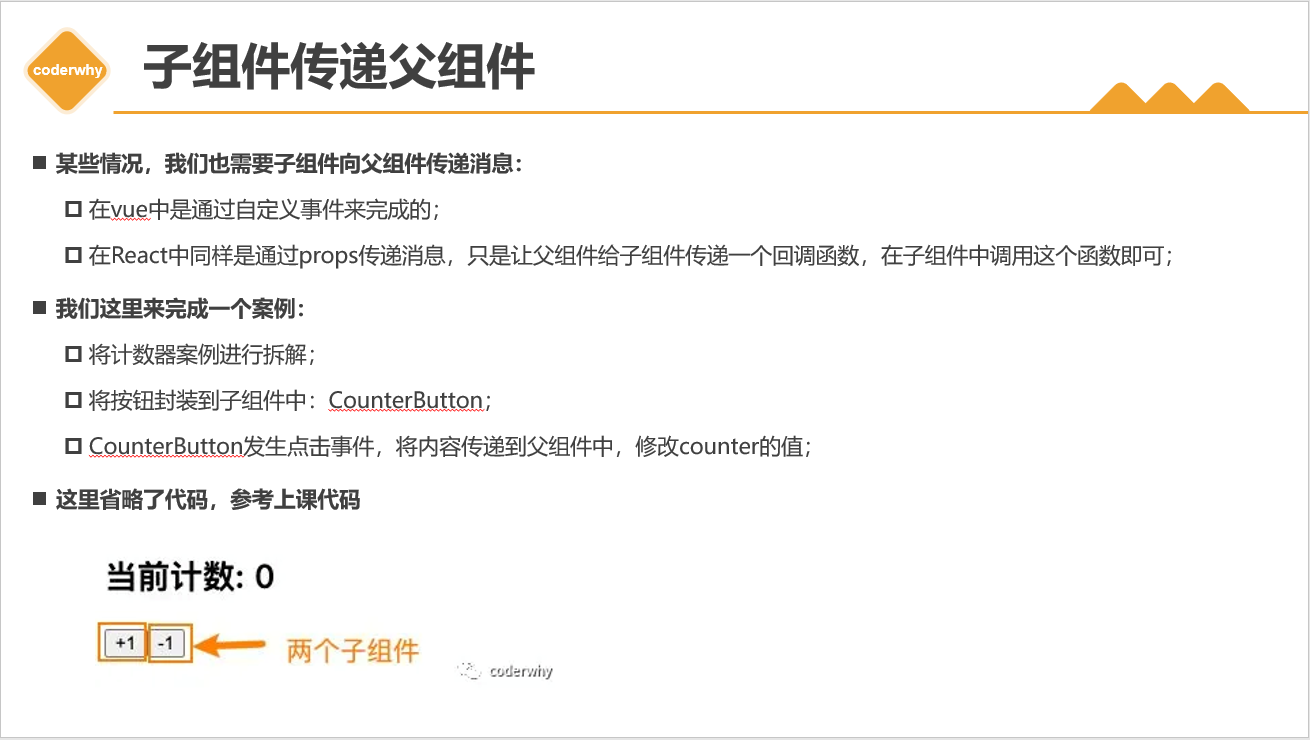 coderwhy
子组件传递父组件
某些情况，我们也需要子组件向父组件传递消息：
在vue中是通过自定义事件来完成的；
在React中同样是通过props传递消息，只是让父组件给子组件传递一个回调函数，在子组件中调用这个函数即可；
我们这里来完成一个案例：
将计数器案例进行拆解；
将按钮封装到子组件中：CounterButton；
CounterButton发生点击事件，将内容传递到父组件中，修改counter的值；
这里省略了代码，参考上课代码
当前计数: 0
+1 -1 两个子组件
coderwhy